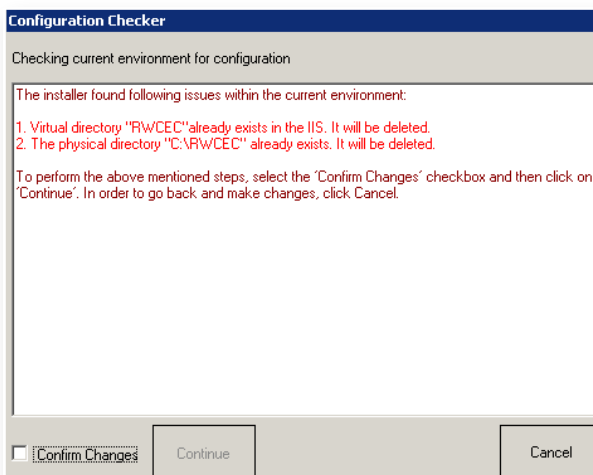 Configuration Checker
Checking current environment for configuration
The installer found following issues within the current environment:
1. Virtual directory "RWCEC"already exists in the IIS. It will be deleted.
2. The physical directory "C:\RWCEC" already exists. It will be deleted.
To perform the above mentioned steps, select the ´Confirm Changes´ checkbox and then click on
´Continue´. In order to go back and make changes, click Cancel.
Confirm Changes
Continue
Cancel